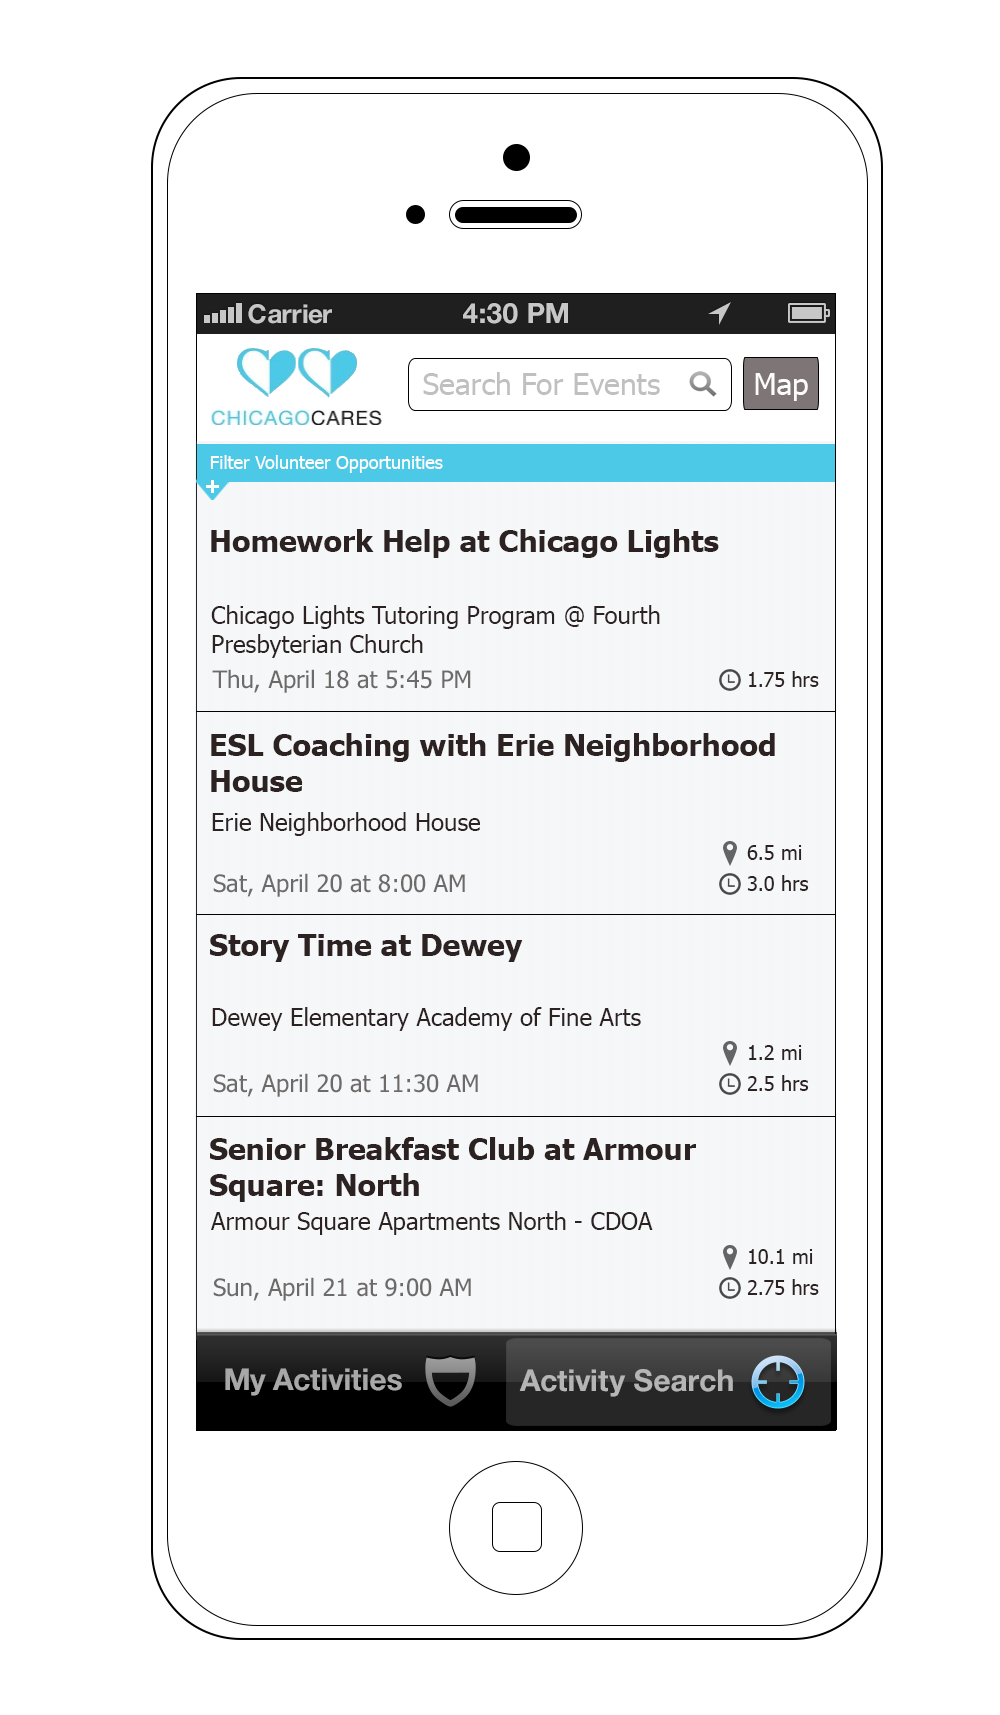 Carrier 4:30 PM
CHICAGOCARES
Search For Events
Map
Filter Volunteer Opportunities
+
Homework Help at Chicago Lights
Chicago Lights Tutoring Program @ Fourth
Presbyterian Church
Thu, April 18 at 5:45 PM 1.75 hrs
ESL Coaching with Erie Neighborhood
House
Erie Neighborhood House
6.5 mi
Sat, April 20 at 8:00 AM 3.0 hrs
Story Time at Dewey
Dewey Elementary Academy of Fine Arts
1.2 mi
Sat, April 20 at 11:30 AM 2.5 hrs
Senior Breakfast Club at Armour
Square: North
Armour Square Apartments North - CDOA
10.1 mi
Sun, April 21 at 9:00 AM 2.75 hrs
My Activities Activity Search